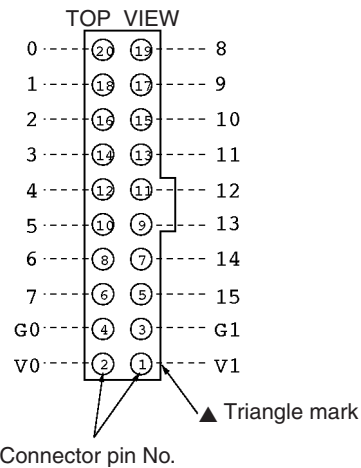 TOP VIEW
0 20 19 8
1 18 17 9
2 16 15 10
3 14 13 11
4 12 11 12
5 10 9 13
6 8 7 14
7 6 5 15
G0 4 3 G1
V0 2 1 V1
▲ Triangle mark
Connector pin No.